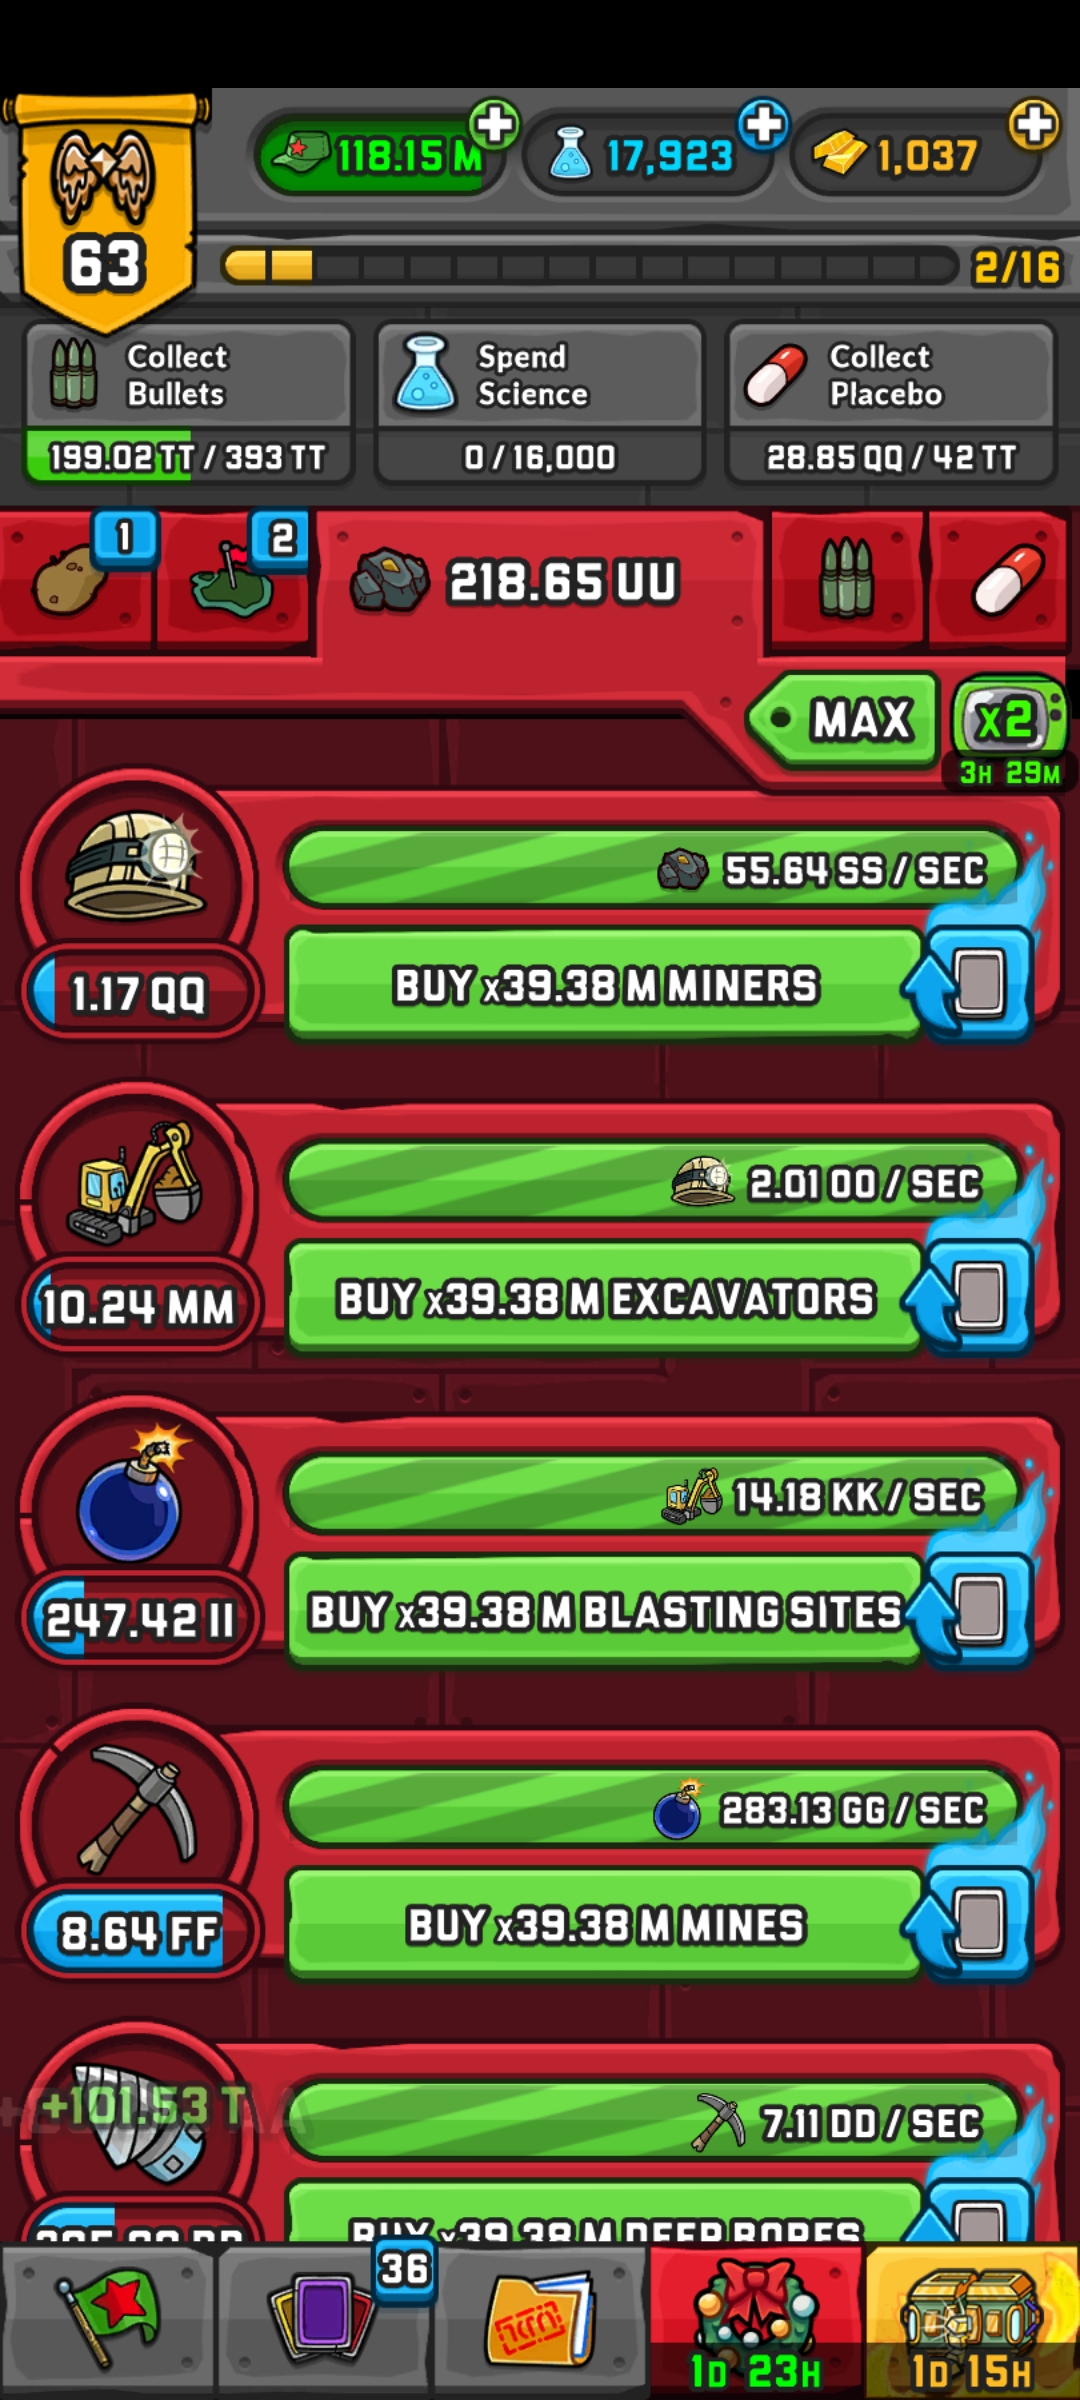 118.15 M
17,923
1,037
63
2/16
Collect
Bullets
199.02 TT / 393 TT
Spend
Science
0 / 16,000
Collect
Placebo
28.85 QQ / 42 TT
1
2
218.65 UU
MAX
x2
3H 29M
55.64 SS / SEC
1.17 QQ
BUY x39.38 M MINERS
2.01 OO / SEC
10.24 MM
BUY x39.38 M EXCAVATORS
14.18 KK / SEC
247.42 II
BUY x39.38 M BLASTING SITES
283.13 GG / SEC
8.64 FF
BUY x39.38 M MINES
+101.53 T
7.11 DD / SEC
BUY x39.38 M DEEP BORES
36
1D 23H
1D 15H